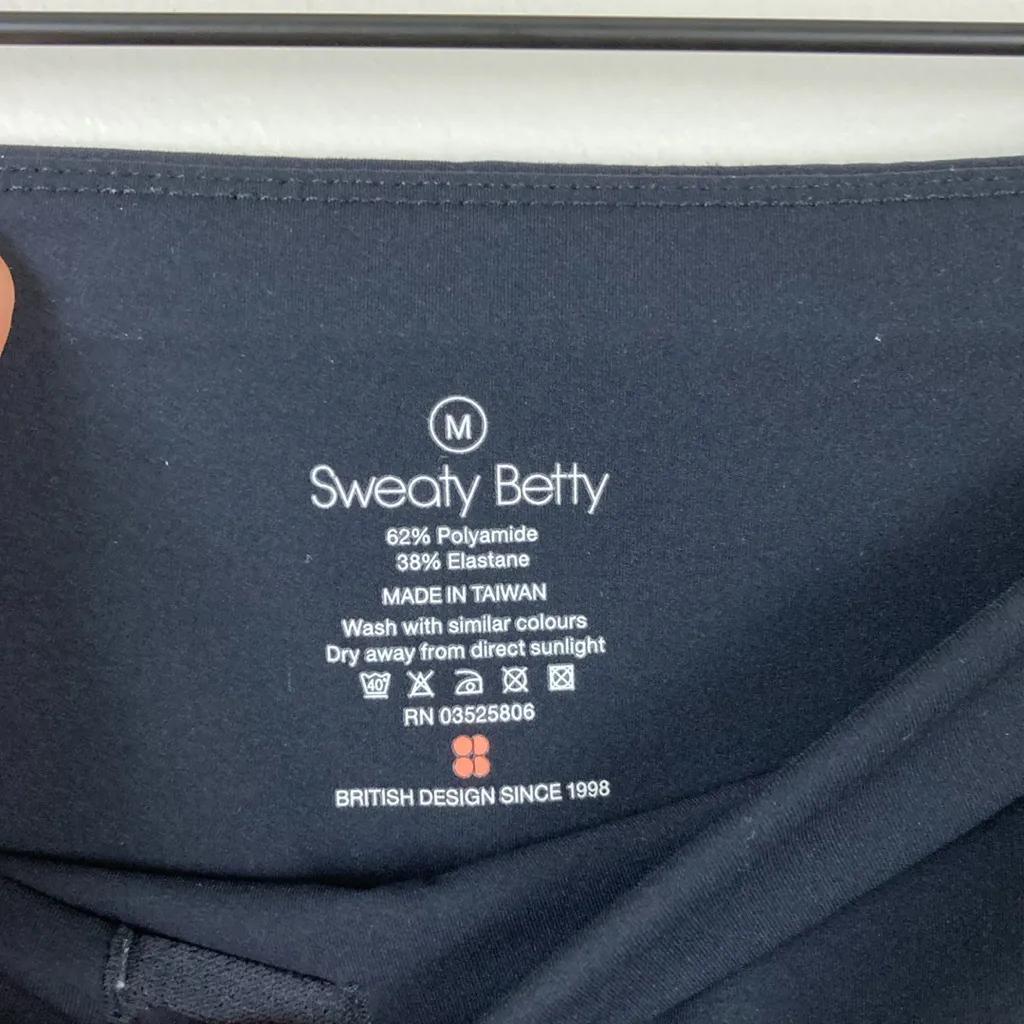 M
Sweaty Betty
62% Polyamide
38% Elastane
MADE IN TAIWAN
Wash with similar colours
Dry away from direct sunlight
40
RN 03525806
BRITISH DESIGN SINCE 1998